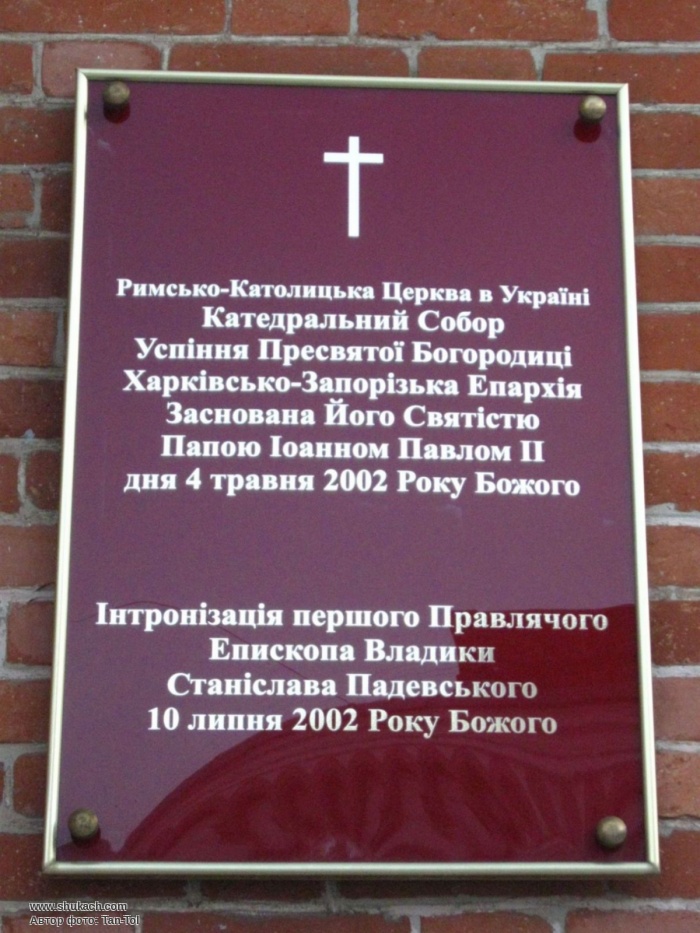 Римсько-Католицька Церква в Україні
Катедральний Собор
Успіння Пресвятої Богородиці
Харківсько-Запорізька Епархія
Заснована Його Святістю
Папою Іоанном Павлом II
дня 4 травня 2002 Року Божого
Інтронізація першого Правлячого
Епископа Владики
Станіслава Падевського
10 липня 2002 Року Божого
www.shukach.com
Автор фото: Tan-Tol